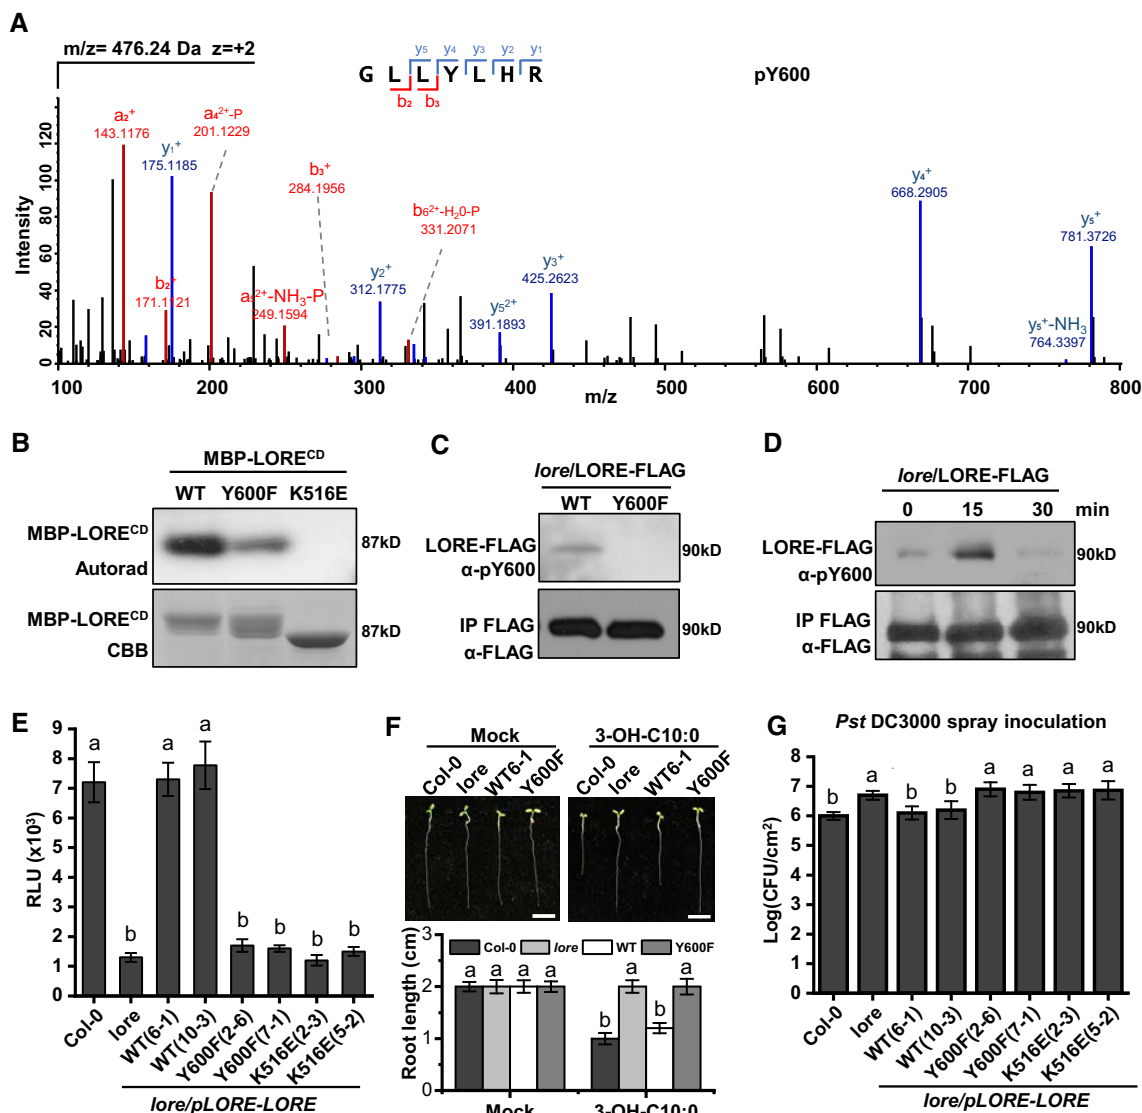 A
m/z= 476.24 Da z=+2
y5 y4 y3 y2 y1
G L L Y L H R
b2 b3
pY600
Intensity
120
100
80
60
40
20
0
a2+
143.1176
y1+
175.1185
a42+-P
201.1229
b2+
171.1121
a52+-NH3-P
249.1594
b3+
284.1956
y2+
312.1775
b62+-H20-P
331.2071
y52+
391.1893
y3+
425.2623
y4+
668.2905
y5+
781.3726
y5+-NH3
764.3397
100 200 300 400 500 600 700 800
m/z
B
MBP-LORECD
WT Y600F K516E
MBP-LORECD
Autorad
87kD
MBP-LORECD
CBB
87kD
C
lore/LORE-FLAG
WT Y600F
LORE-FLAG
α-pY600
90kD
IP FLAG
α-FLAG
90kD
D
lore/LORE-FLAG
0 15 30 min
LORE-FLAG
α-pY600
90kD
IP FLAG
α-FLAG
90kD
E
RLU (x103)
9
8
7
6
5
4
3
2
1
0
a b a a b b b b
Col-0
lore
WT(6-1)
WT(10-3)
Y600F(2-6)
Y600F(7-1)
K516E(2-3)
K516E(5-2)
lore/pLORE-LORE
F
Mock 3-OH-C10:0
Col-0 lore WT6-1 Y600F
Col-0 lore WT6-1 Y600F
Root length (cm)
3
2
1
0
Col-0 lore WT Y600F
a a a a b a b a
Mock 3-OH-C10:0
G
Pst DC3000 spray inoculation
Log(CFU/cm2)
8
7
6
5
4
3
2
1
0
b a b b a a a a
Col-0
lore
WT(6-1)
WT(10-3)
Y600F(2-6)
Y600F(7-1)
K516E(2-3)
K516E(5-2)
lore/pLORE-LORE